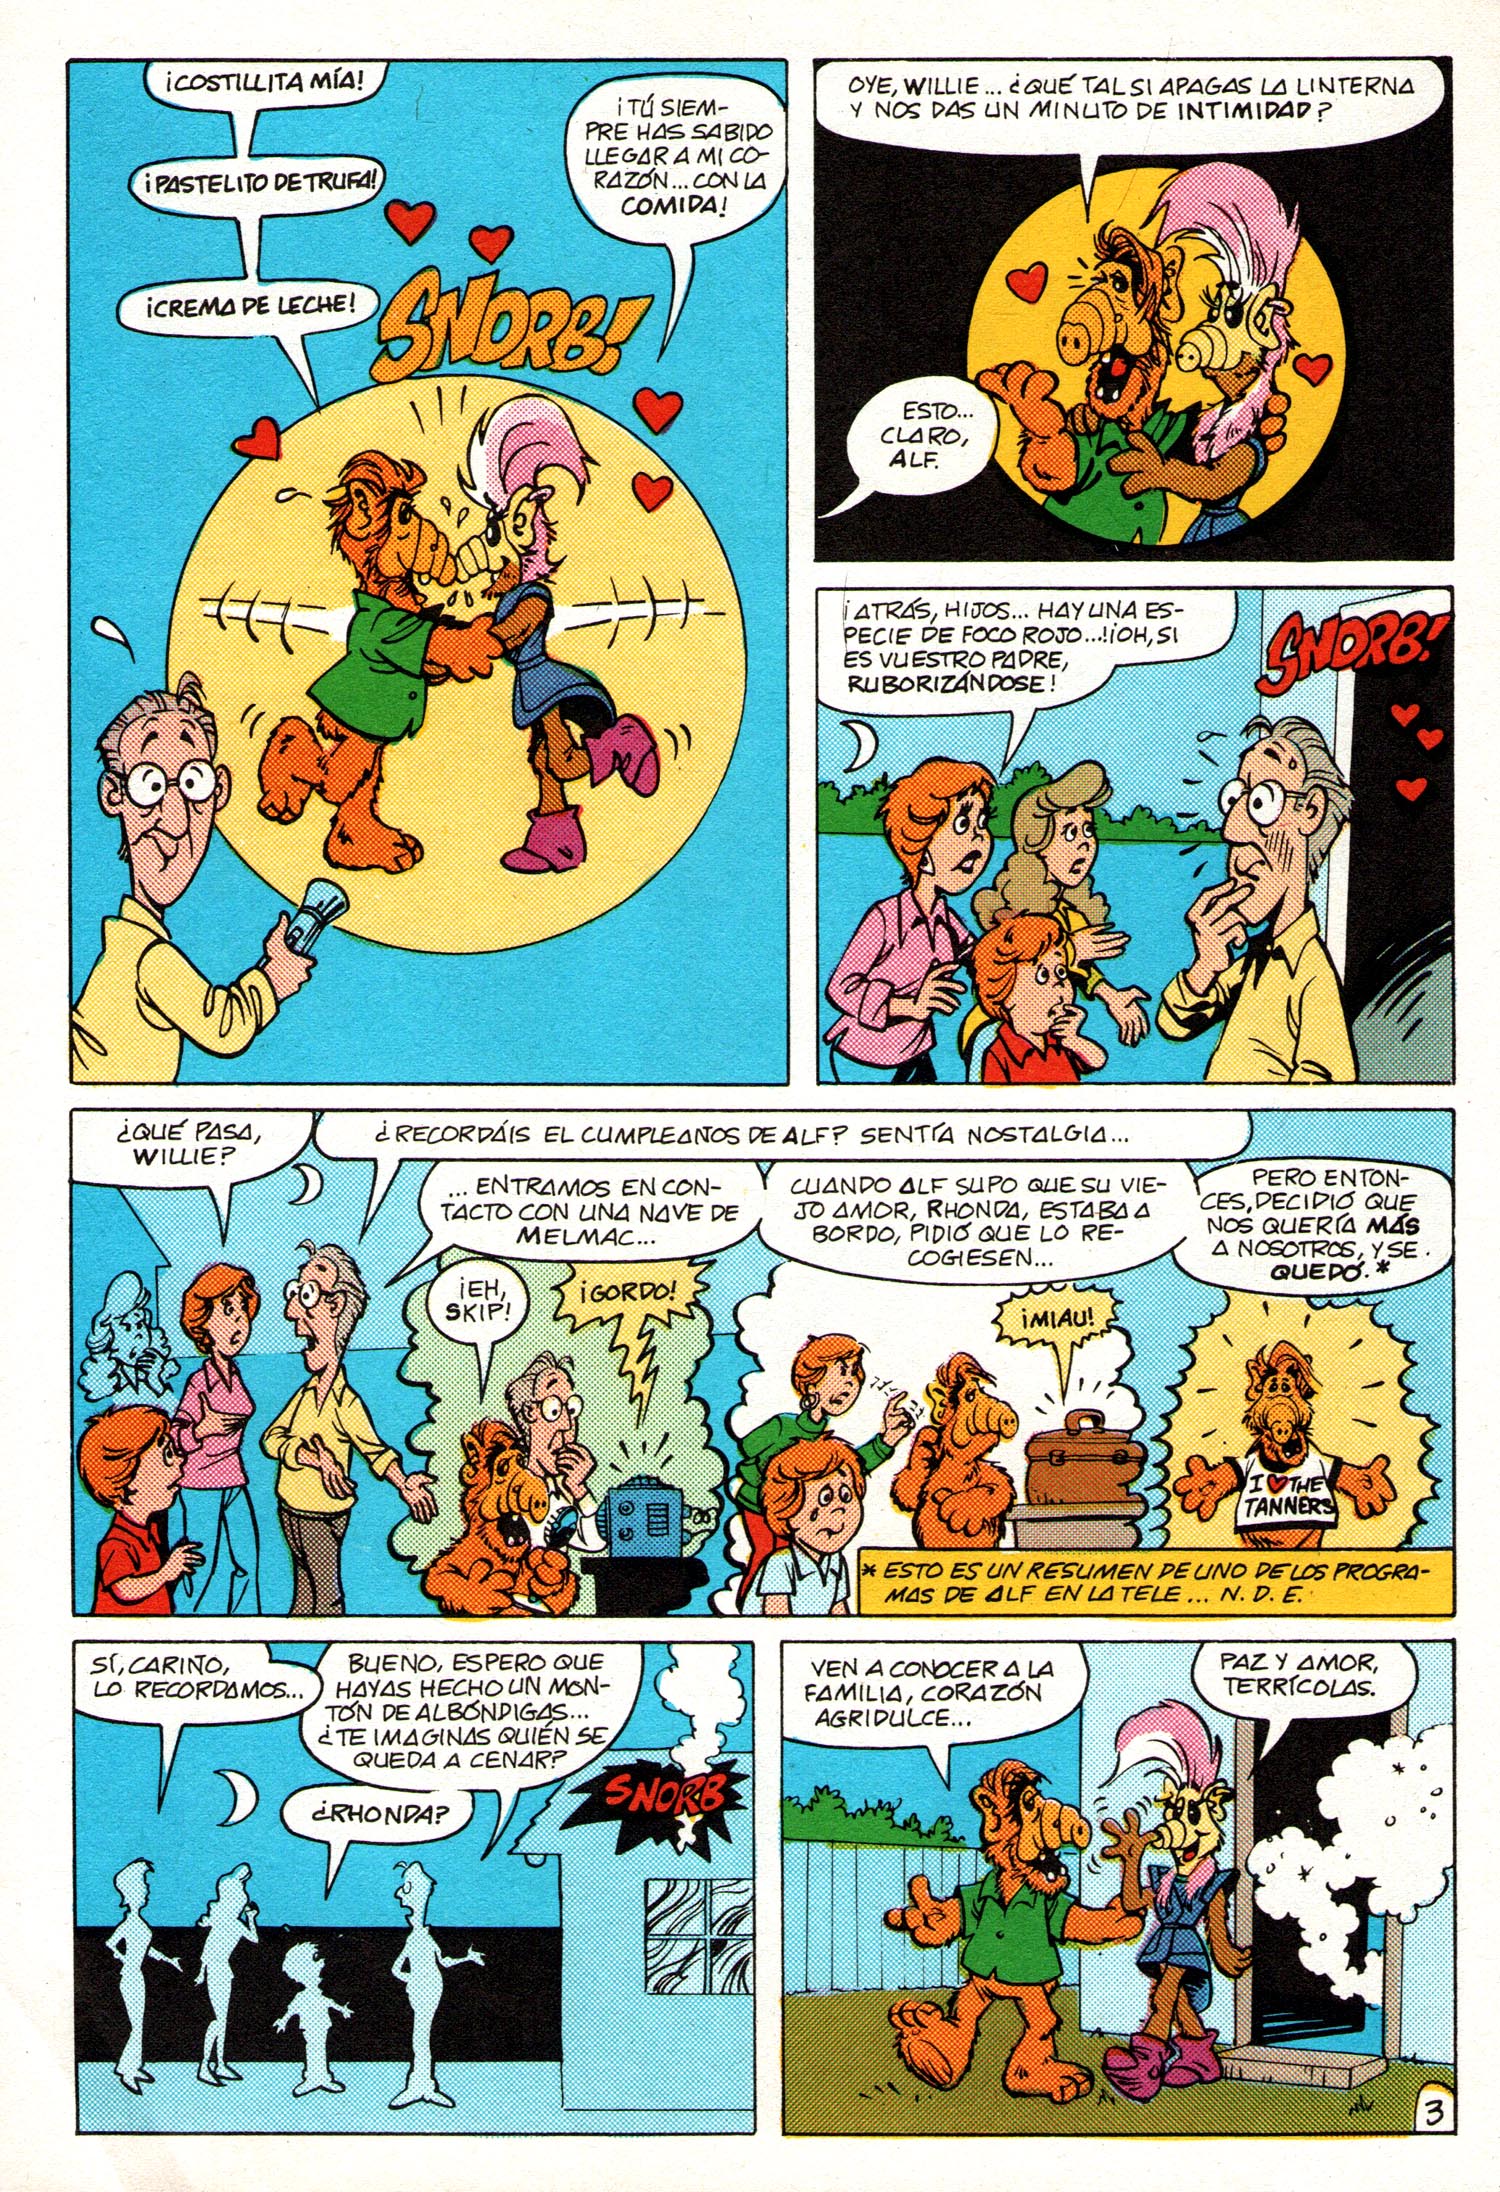 ¡COSTILLITA MÍA!
¡PASTELITO DE TRUFA!
¡CREMA DE LECHE!
SNORB!
¡TÚ SIEM-
PRE HAS SABIDO
LLEGAR A MI CO-
RAZÓN... CON LA
COMIDA!
OYE, WILLIE... ¿QUÉ TAL SI APAGAS LA LINTERNA
Y NOS DAS UN MINUTO DE INTIMIDAD?
ESTO...
CLARO,
ALF.
¡ATRÁS, HIJOS... HAY UNA ES-
PECIE DE FOCO ROJO...! ¡OH, SI
ES VUESTRO PADRE,
RUBORIZÁNDOSE!
SNORB!
¿QUÉ PASA,
WILLIE?
¿RECORDÁIS EL CUMPLEAÑOS DE ALF? SENTÍA NOSTALGIA...
... ENTRAMOS EN CON-
TACTO CON UNA NAVE DE
MELMAC...
¡EH,
SKIP!
¡GORDO!
CUANDO ALF SUPO QUE SU VIE-
JO AMOR, RHONDA, ESTABA A
BORDO, PIDIÓ QUE LO RE-
COGIESEN...
¡MIAU!
PERO ENTON-
CES, DECIDIÓ QUE
NOS QUERÍA MÁS
A NOSOTROS, Y SE
QUEDÓ.*
I ♥ THE
TANNERS
* ESTO ES UN RESUMEN DE UNO DE LOS PROGRA-
MAS DE ALF EN LA TELE... N.D.E.
SÍ, CARIÑO,
LO RECORDAMOS...
BUENO, ESPERO QUE
HAYAS HECHO UN MON-
TÓN DE ALBÓNDIGAS...
¿TE IMAGINAS QUIÉN SE
QUEDA A CENAR?
¿RHONDA?
SNORB
VEN A CONOCER A LA
FAMILIA, CORAZÓN
AGRIDULCE...
PAZ Y AMOR,
TERRÍCOLAS.
3